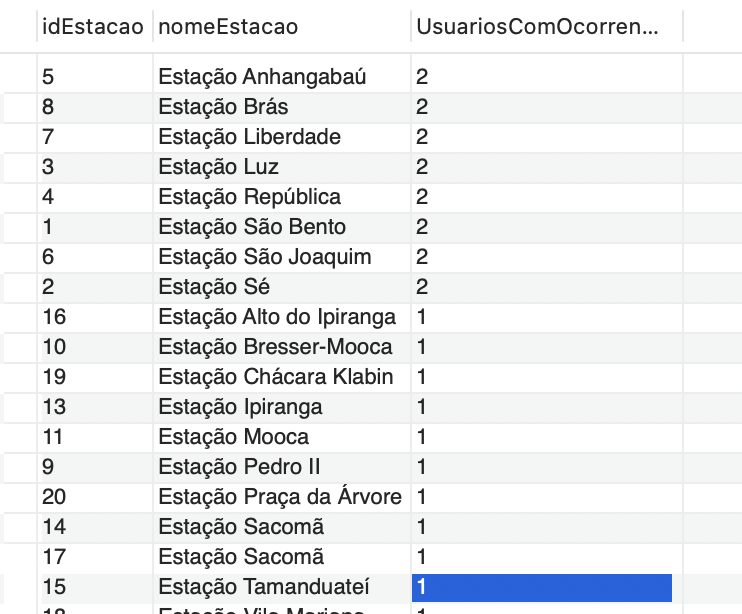 idEstacao nomeEstacao UsuariosComOcorren...
5 Estação Anhangabaú 2
8 Estação Brás 2
7 Estação Liberdade 2
3 Estação Luz 2
4 Estação República 2
1 Estação São Bento 2
6 Estação São Joaquim 2
2 Estação Sé 2
16 Estação Alto do Ipiranga 1
10 Estação Bresser-Mooca 1
19 Estação Chácara Klabin 1
13 Estação Ipiranga 1
11 Estação Mooca 1
9 Estação Pedro II 1
20 Estação Praça da Árvore 1
14 Estação Sacomã 1
17 Estação Sacomã 1
15 Estação Tamanduateí 1
18 Estação Vila Mariana 1